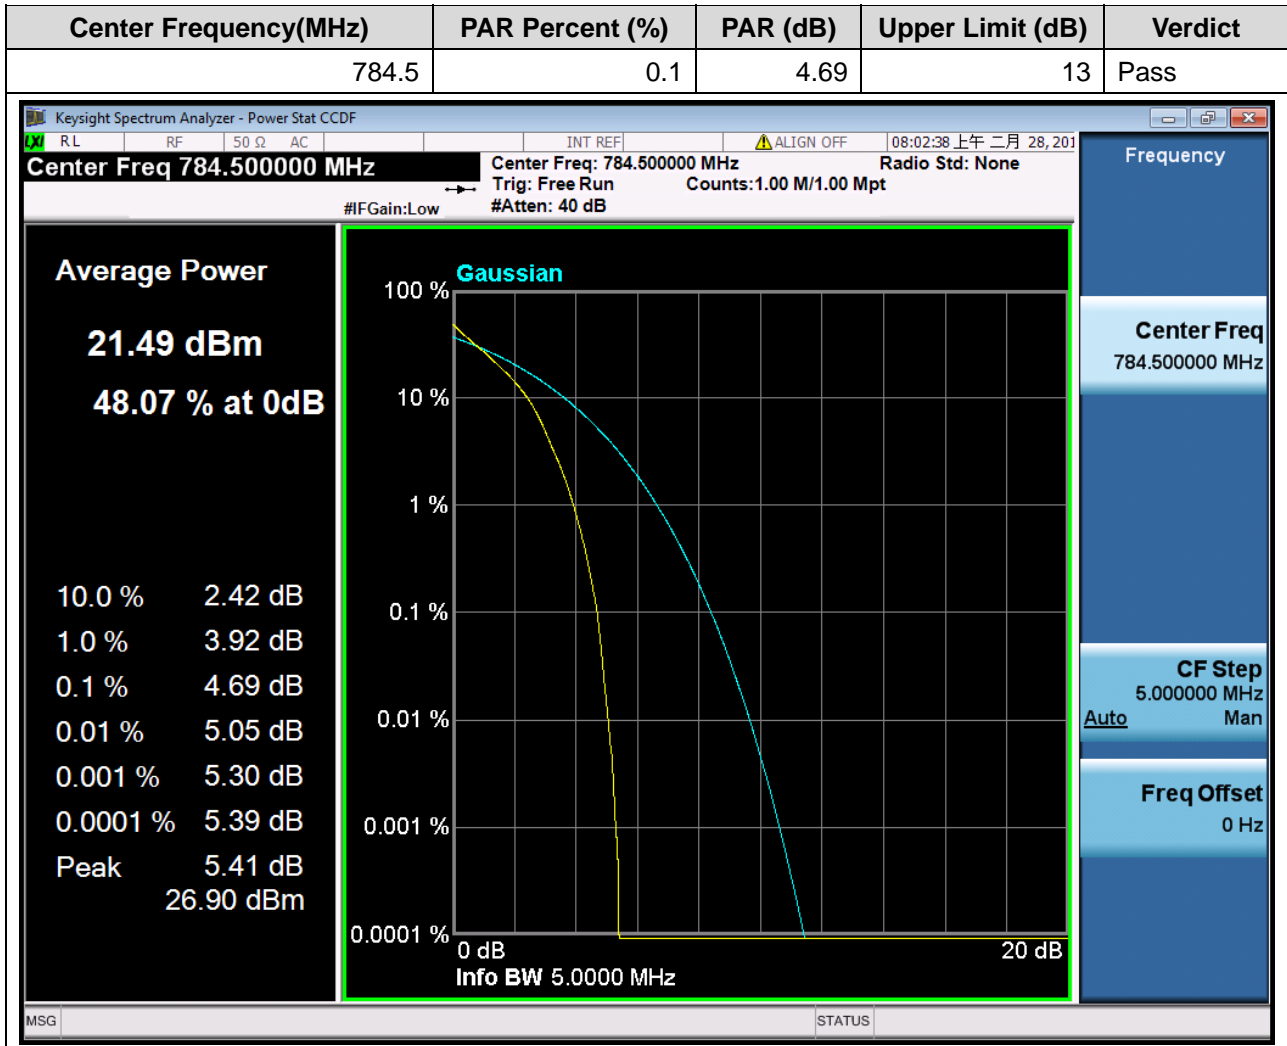 Center Frequency(MHz) PAR Percent (%) PAR (dB) Upper Limit (dB) Verdict
784.5 0.1 4.69 13 Pass
Keysight Spectrum Analyzer - Power Stat CCDF
LXI RL RF 50 Ω AC INT REF ALIGN OFF 08:02:38 上午 二月 28, 201
Center Freq 784.500000 MHz
Center Freq: 784.500000 MHz Radio Std: None
Trig: Free Run Counts:1.00 M/1.00 Mpt
#IFGain:Low #Atten: 40 dB
Average Power
21.49 dBm
48.07 % at 0dB
10.0 % 2.42 dB
1.0 % 3.92 dB
0.1 % 4.69 dB
0.01 % 5.05 dB
0.001 % 5.30 dB
0.0001 % 5.39 dB
Peak 5.41 dB
26.90 dBm
Gaussian
100 %
10 %
1 %
0.1 %
0.01 %
0.001 %
0.0001 %
0 dB 20 dB
Info BW 5.0000 MHz
Frequency
Center Freq
784.500000 MHz
CF Step
5.000000 MHz
Auto Man
Freq Offset
0 Hz
MSG STATUS